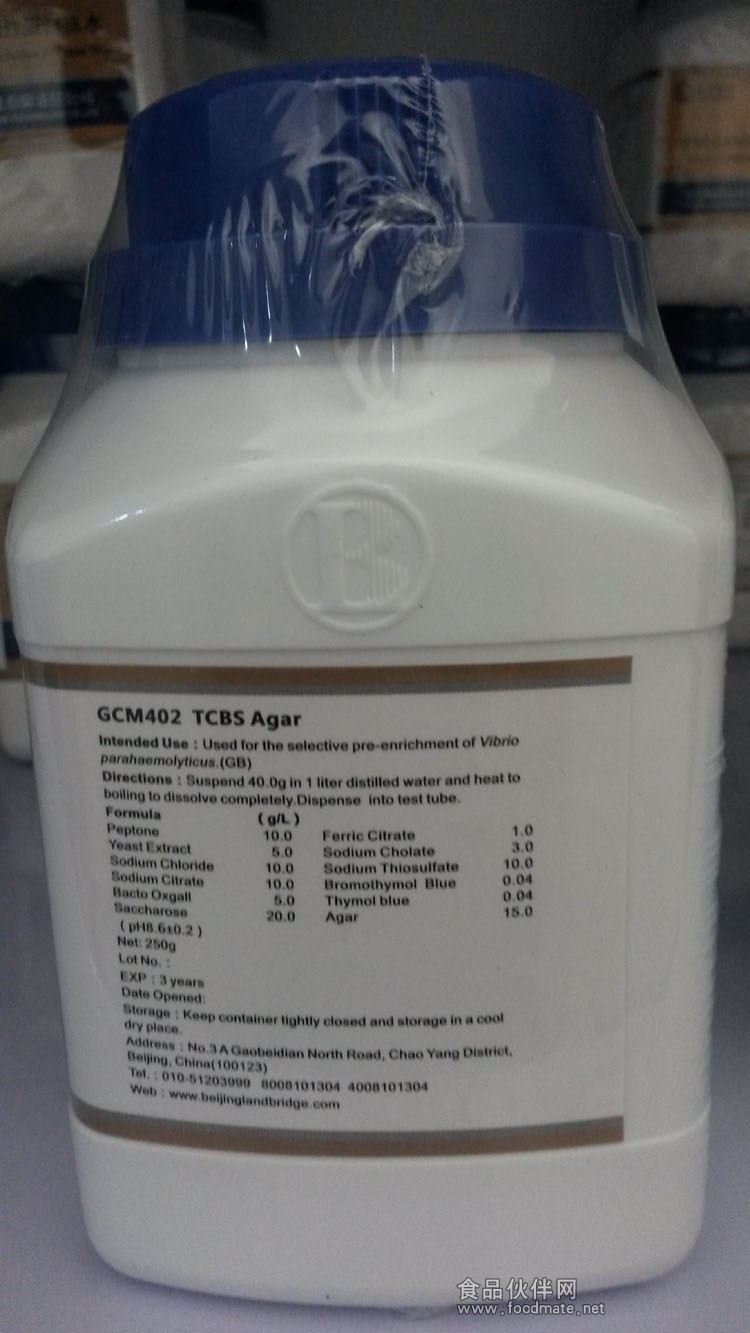 GCM402 TCBS Agar
Intended Use : Used for the selective pre-enrichment of Vibrio
parahaemolyticus.(GB)
Directions : Suspend 40.0g in 1 liter distilled water and heat to
boiling to dissolve completely.Dispense into test tube.
Formula (g/L)
Peptone 10.0 Ferric Citrate 1.0
Yeast Extract 5.0 Sodium Cholate 3.0
Sodium Chloride 10.0 Sodium Thiosulfate 10.0
Sodium Citrate 10.0 Bromothymol Blue 0.04
Bacto Oxgall 5.0 Thymol blue 0.04
Saccharose 20.0 Agar 15.0
(pH8.6±0.2)
Net: 250g
Lot No. :
EXP : 3 years
Date Opened:
Storage : Keep container tightly closed and storage in a cool
dry place.
Address : No.3 A Gaobeidian North Road, Chao Yang District,
Beijing, China(100123)
Tel. : 010-51203999 8008101304 4008101304
Web : www.beijinglandbridge.com
食品伙伴网
www.foodmate.net